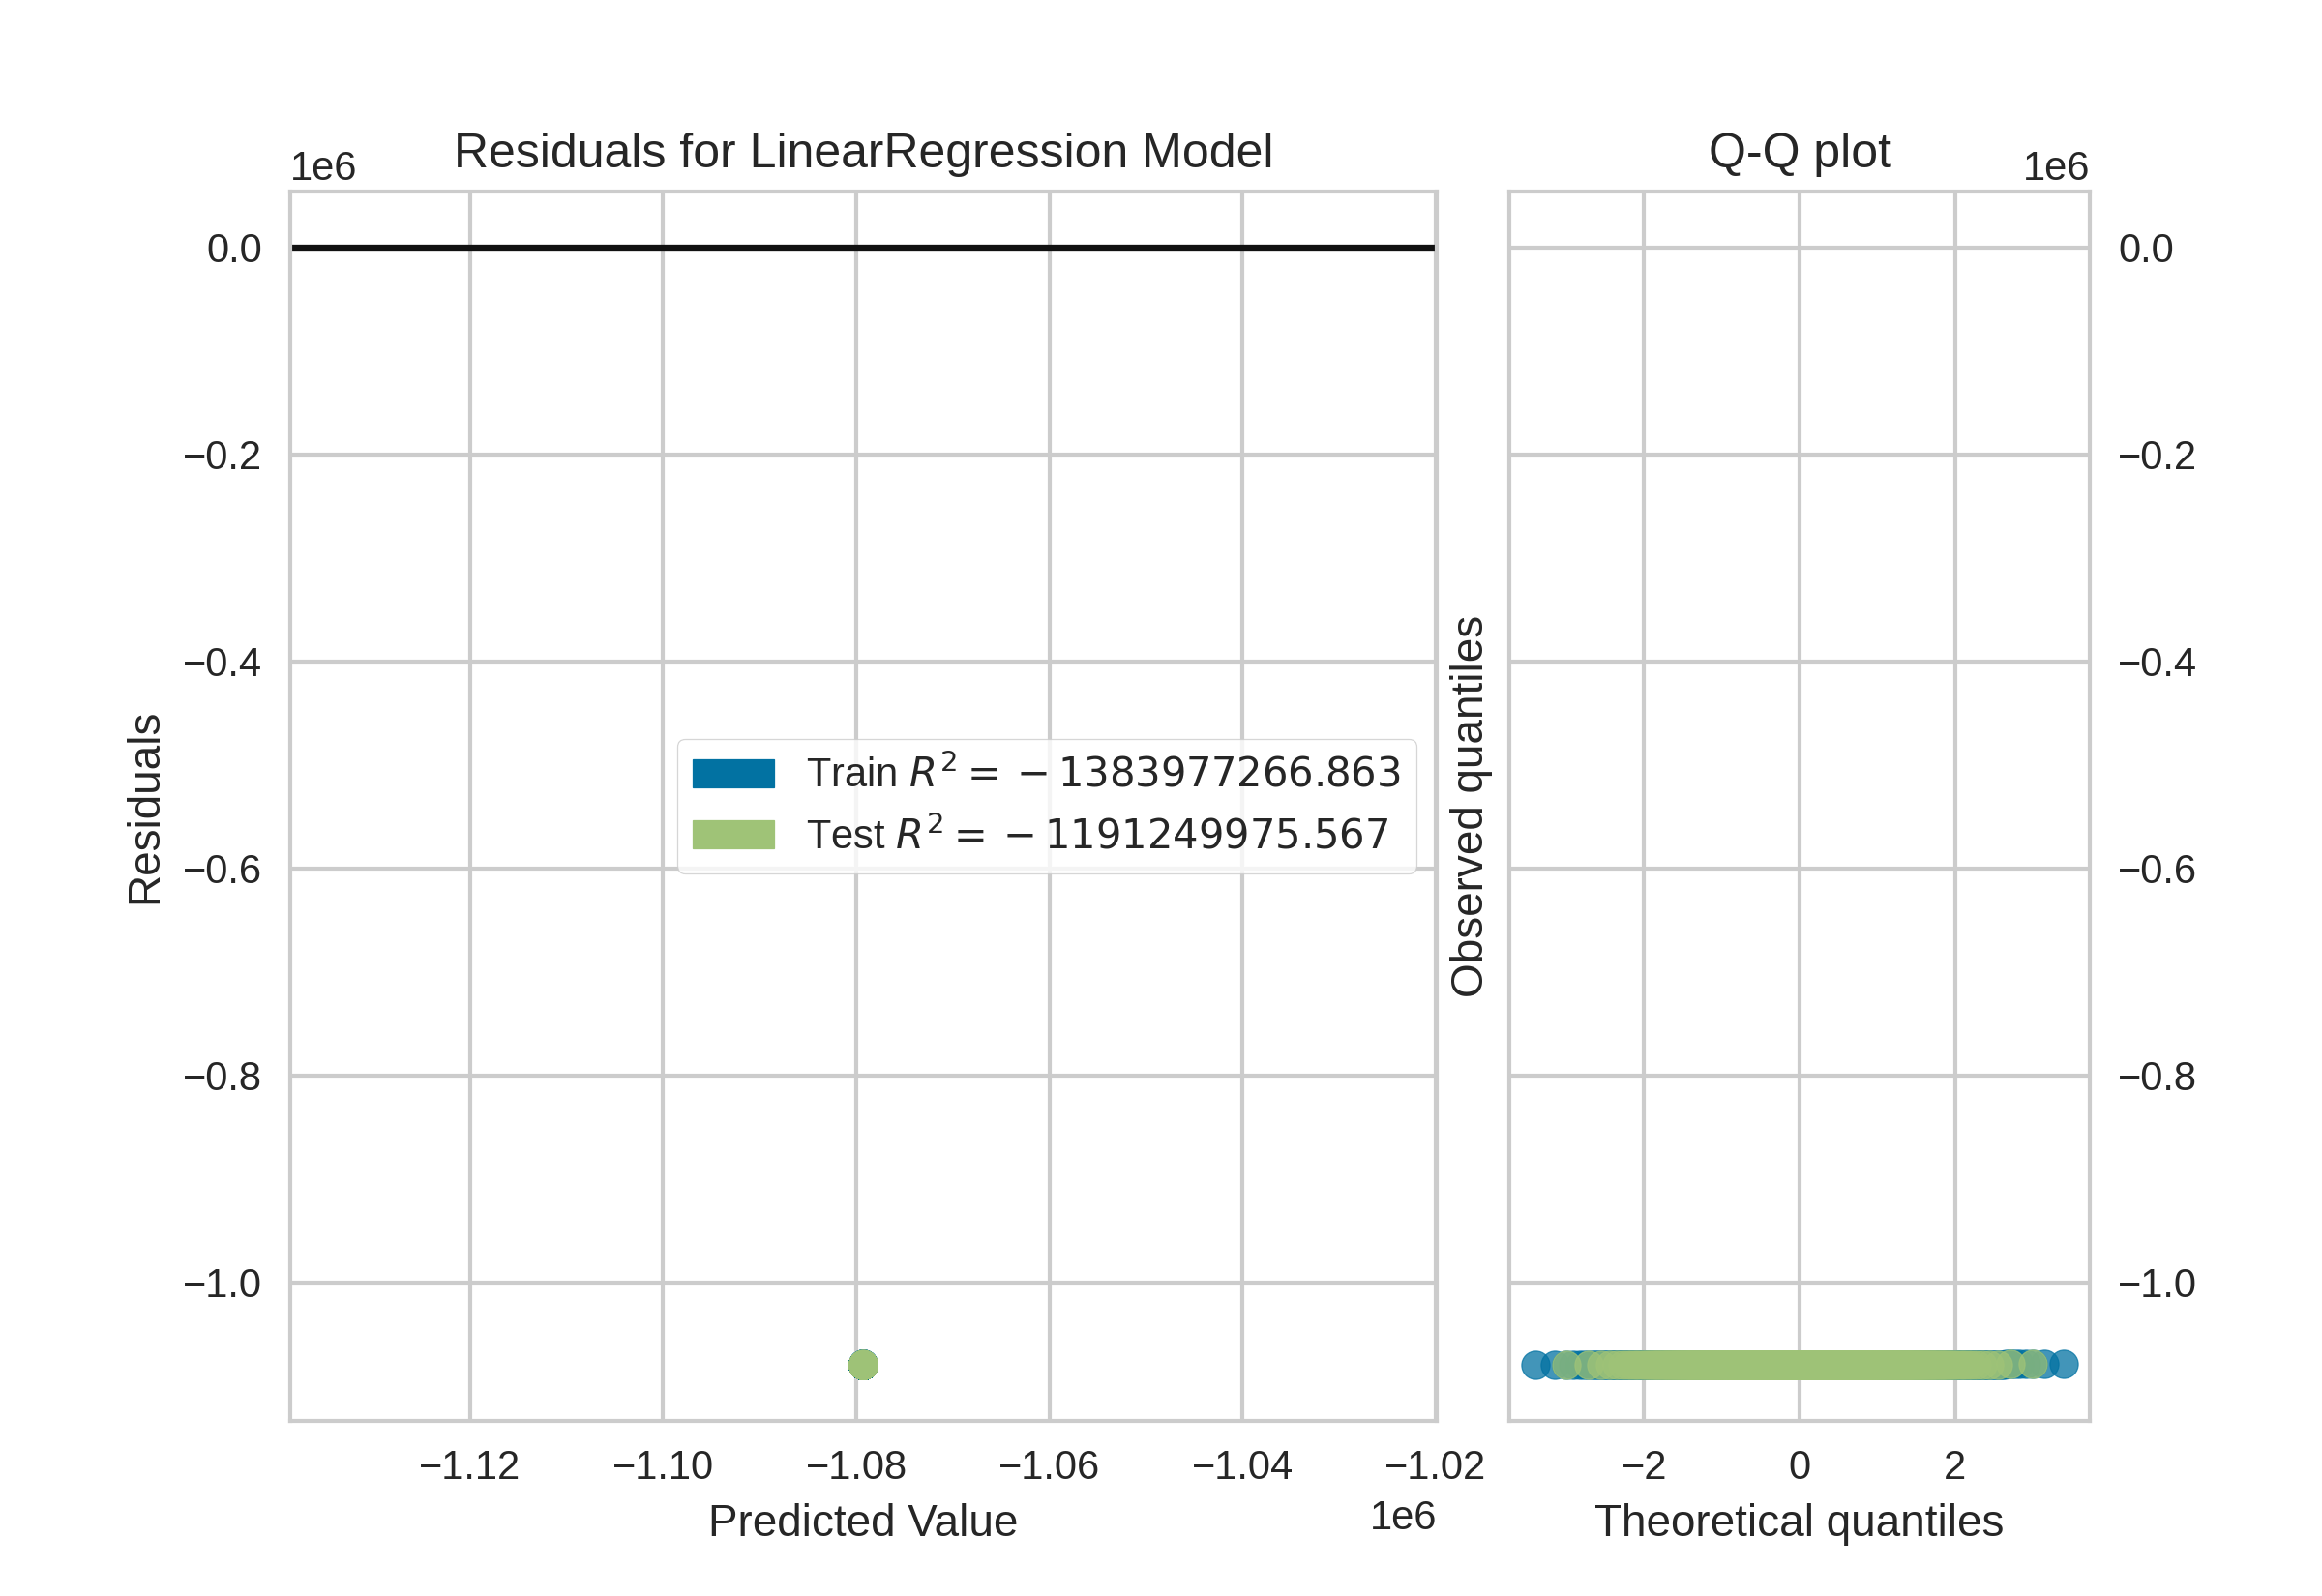 Residuals for LinearRegression Model
1e6
0.0
−0.2
−0.4
−0.6
−0.8
−1.0
Residuals
Train R² = −1383977266.863
Test R² = −1191249975.567
−1.12 −1.10 −1.08 −1.06 −1.04 −1.02
1e6
Predicted Value
Q-Q plot
1e6
Observed quantiles
0.0
−0.2
−0.4
−0.6
−0.8
−1.0
−2 0 2
Theoretical quantiles